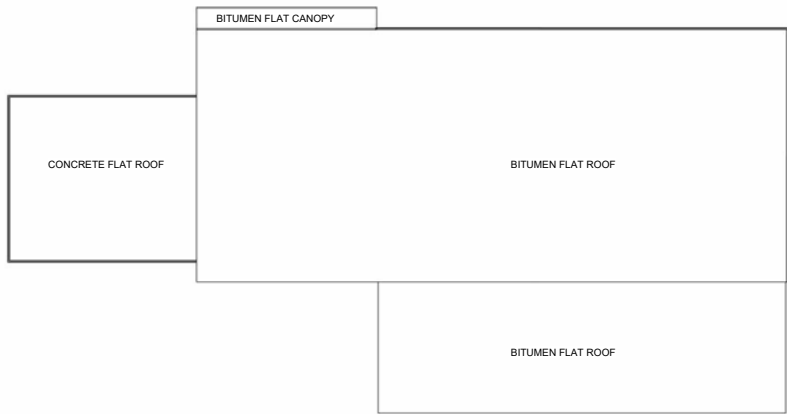 BITUMEN FLAT CANOPY
CONCRETE FLAT ROOF
BITUMEN FLAT ROOF
BITUMEN FLAT ROOF